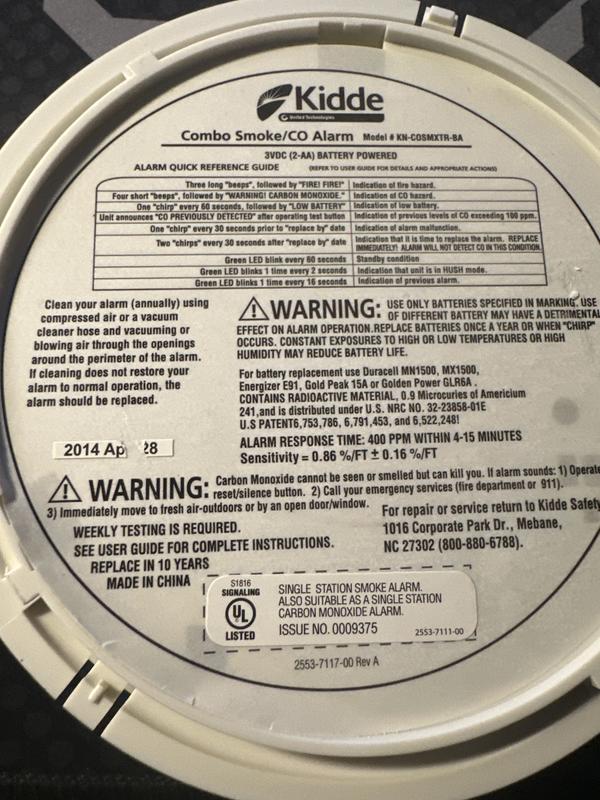 Kidde
United Technologies
Combo Smoke/CO Alarm Model # KN-COSMXTR-BA
3VDC (2-AA) BATTERY POWERED
ALARM QUICK REFERENCE GUIDE (REFER TO USER GUIDE FOR DETAILS AND APPROPRIATE ACTIONS)
Three long "beeps", followed by "FIRE! FIRE!" Indication of fire hazard.
Four short "beeps", followed by "WARNING! CARBON MONOXIDE." Indication of CO hazard.
One "chirp" every 60 seconds, followed by "LOW BATTERY" Indication of low battery.
Unit announces "CO PREVIOUSLY DETECTED" after operating test button Indication of previous levels of CO exceeding 100 ppm.
One "chirp" every 30 seconds prior to "replace by" date Indication of alarm malfunction.
Two "chirps" every 30 seconds after "replace by" date Indication that it is time to replace the alarm. REPLACE
IMMEDIATELY! ALARM WILL NOT DETECT CO IN THIS CONDITION.
Green LED blink every 60 seconds Standby condition
Green LED blinks 1 time every 2 seconds Indication that unit is in HUSH mode.
Green LED blinks 1 time every 16 seconds Indication of previous alarm.
Clean your alarm (annually) using
compressed air or a vacuum
cleaner hose and vacuuming or
blowing air through the openings
around the perimeter of the alarm.
If cleaning does not restore your
alarm to normal operation, the
alarm should be replaced.
WARNING: USE ONLY BATTERIES SPECIFIED IN MARKING. USE
OF DIFFERENT BATTERY MAY HAVE A DETRIMENTAL
EFFECT ON ALARM OPERATION.REPLACE BATTERIES ONCE A YEAR OR WHEN "CHIRP"
OCCURS. CONSTANT EXPOSURES TO HIGH OR LOW TEMPERATURES OR HIGH
HUMIDITY MAY REDUCE BATTERY LIFE.
For battery replacement use Duracell MN1500, MX1500,
Energizer E91, Gold Peak 15A or Golden Power GLR6A .
CONTAINS RADIOACTIVE MATERIAL, 0.9 Microcuries of Americium
241,and is distributed under U.S. NRC NO. 32-23858-01E
U.S PATENT6,753,786, 6,791,453, and 6,522,248!
ALARM RESPONSE TIME: 400 PPM WITHIN 4-15 MINUTES
Sensitivity = 0.86 %/FT ± 0.16 %/FT
2014 Ap 28
WARNING: Carbon Monoxide cannot be seen or smelled but can kill you. If alarm sounds: 1) Operate
reset/silence button. 2) Call your emergency services (fire department or 911).
3) Immediately move to fresh air-outdoors or by an open door/window.
WEEKLY TESTING IS REQUIRED.
SEE USER GUIDE FOR COMPLETE INSTRUCTIONS.
REPLACE IN 10 YEARS
MADE IN CHINA
For repair or service return to Kidde Safety
1016 Corporate Park Dr., Mebane,
NC 27302 (800-880-6788).
S1816
SIGNALING
UL
LISTED
SINGLE STATION SMOKE ALARM.
ALSO SUITABLE AS A SINGLE STATION
CARBON MONOXIDE ALARM.
ISSUE NO. 0009375 2553-7111-00
2553-7117-00 Rev A